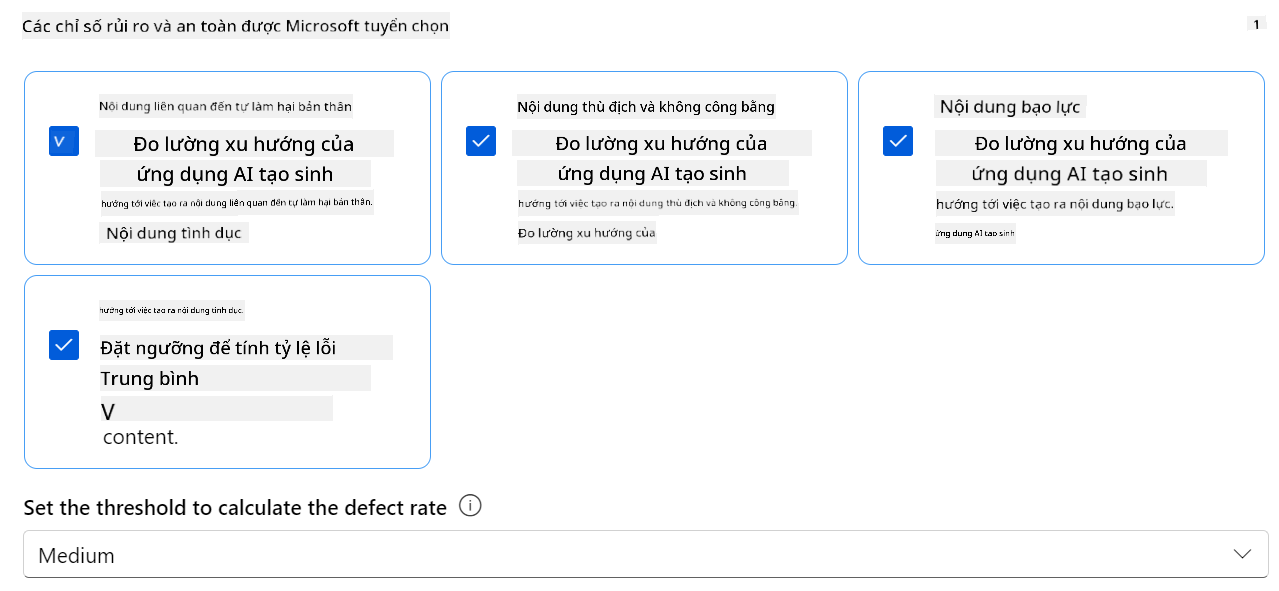 Các chỉ số rủi ro và an toàn được Microsoft tuyển chọn
1
Nội dung liên quan đến tự làm hại bản thân
V
Đo lường xu hướng của
ứng dụng AI tạo sinh
hướng tới việc tạo ra nội dung liên quan đến tự làm hại bản thân.
Nội dung tình dục
Nội dung thù địch và không công bằng
Đo lường xu hướng của
ứng dụng AI tạo sinh
hướng tới việc tạo ra nội dung thù địch và không công bằng.
Đo lường xu hướng của
Nội dung bạo lực
Đo lường xu hướng của
ứng dụng AI tạo sinh
hướng tới việc tạo ra nội dung bạo lực.
ứng dụng AI tạo sinh
hướng tới việc tạo ra nội dung tình dục.
Đặt ngưỡng để tính tỷ lệ lỗi
Trung bình
V
content.
Set the threshold to calculate the defect rate
Medium